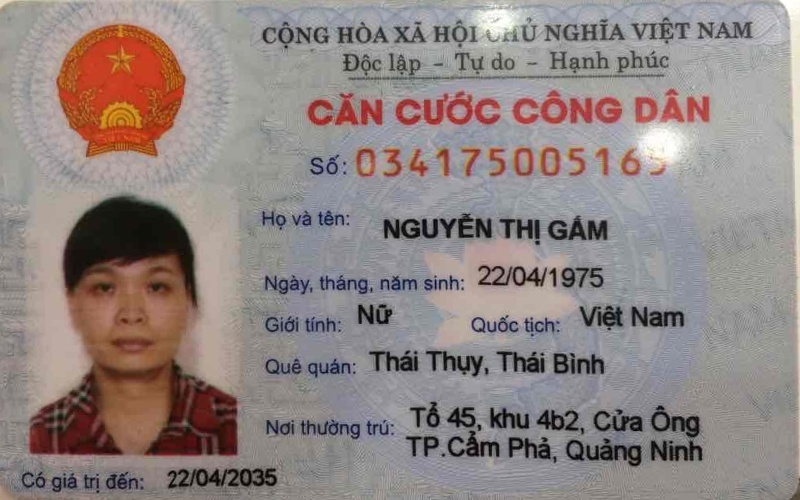 CỘNG HÒA XÃ HỘI CHỦ NGHĨA VIỆT NAM
Độc lập - Tự do - Hạnh phúc
CĂN CƯỚC CÔNG DÂN
Số: 034175005165
Họ và tên: NGUYỄN THỊ GẤM
Ngày, tháng, năm sinh: 22/04/1975
Giới tính: Nữ Quốc tịch: Việt Nam
Quê quán: Thái Thụy, Thái Bình
Nơi thường trú: Tổ 45, khu 4b2, Cửa Ông
TP.Cẩm Phả, Quảng Ninh
Có giá trị đến: 22/04/2035